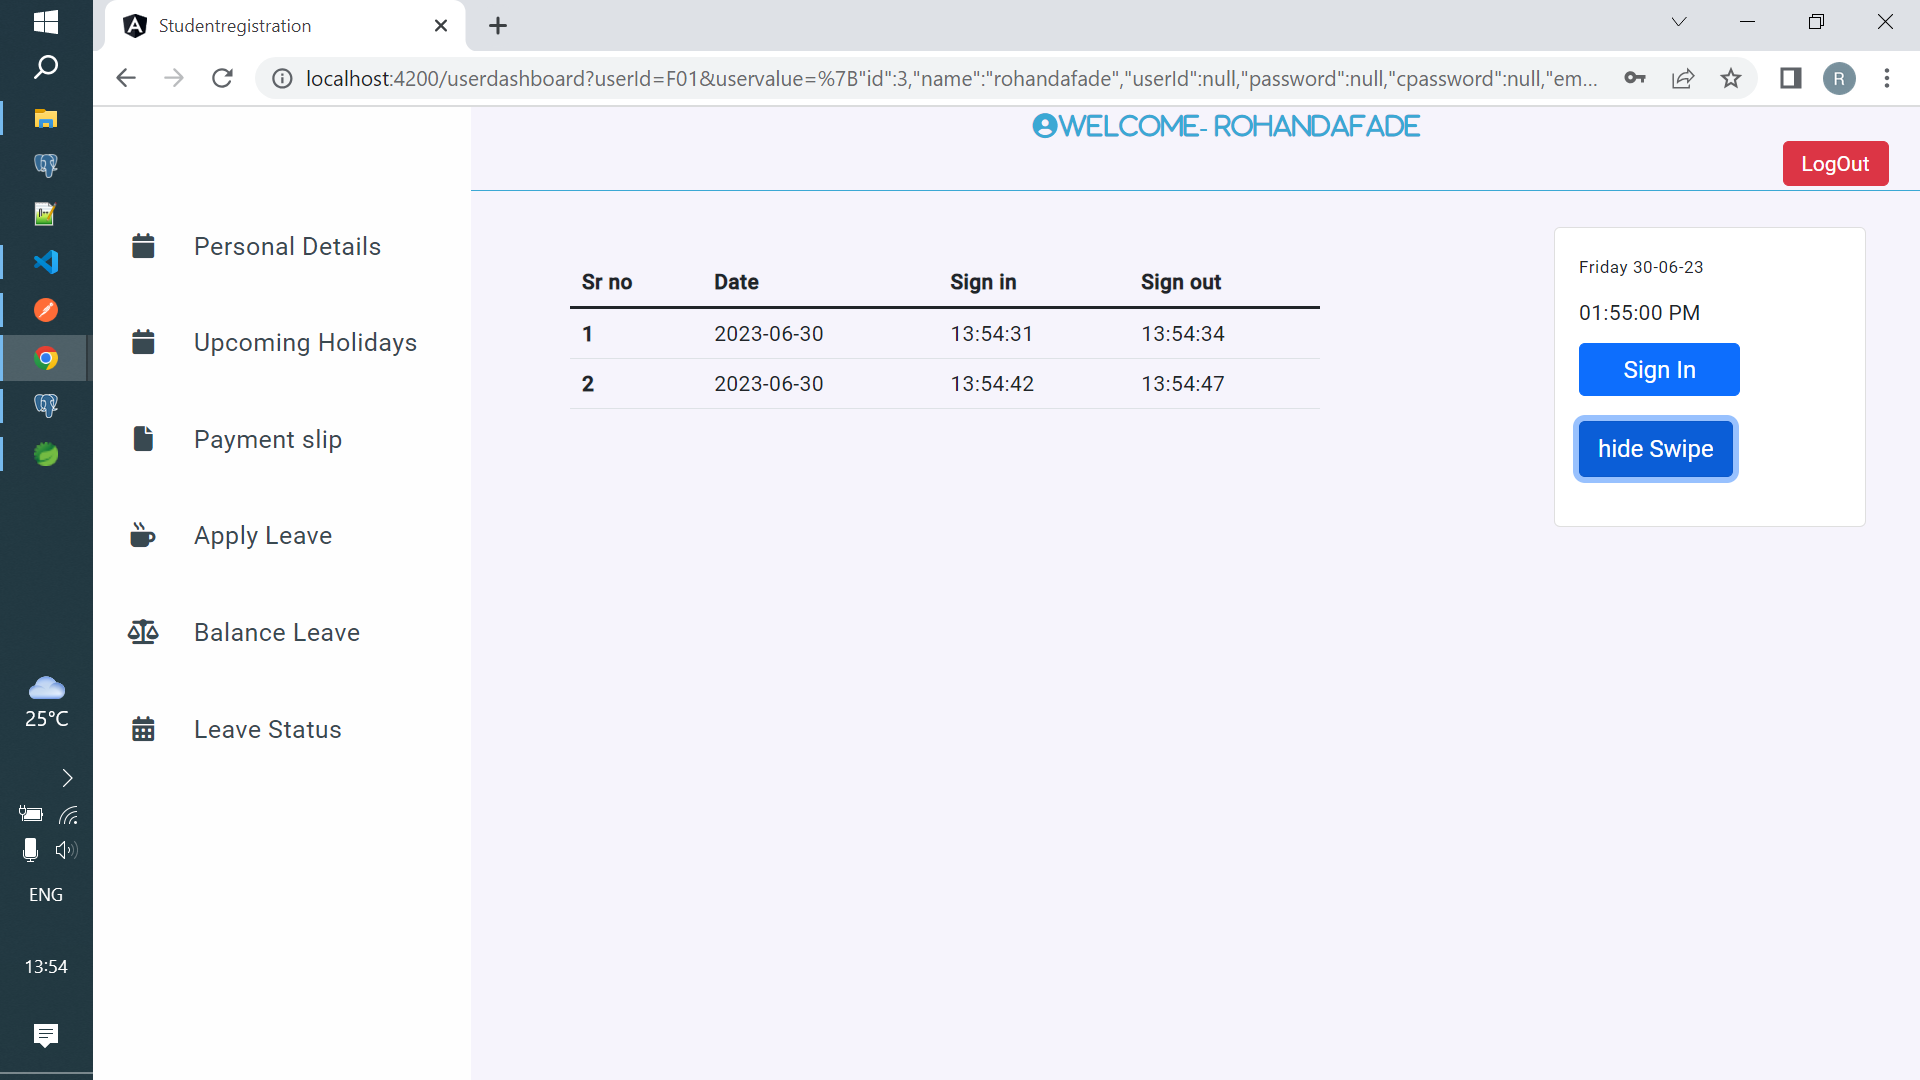 Studentregistration
localhost:4200/userdashboard?userId=F01&uservalue=%7B"id":3,"name":"rohandafade","userId":null,"password":null,"cpassword":null,"em...
R
WELCOME- ROHANDAFADE
LogOut
Personal Details
Upcoming Holidays
Payment slip
Apply Leave
Balance Leave
Leave Status
Sr no Date Sign in Sign out
1 2023-06-30 13:54:31 13:54:34
2 2023-06-30 13:54:42 13:54:47
Friday 30-06-23
01:55:00 PM
Sign In
hide Swipe
25°C
ENG
13:54